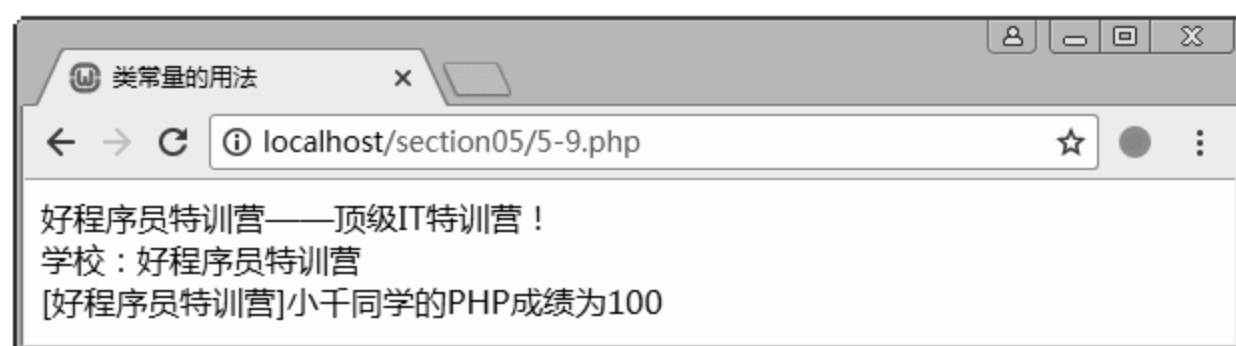 类常量的用法
localhost/section05/5-9.php
好程序员特训营——顶级IT特训营！
学校：好程序员特训营
[好程序员特训营]小千同学的PHP成绩为100